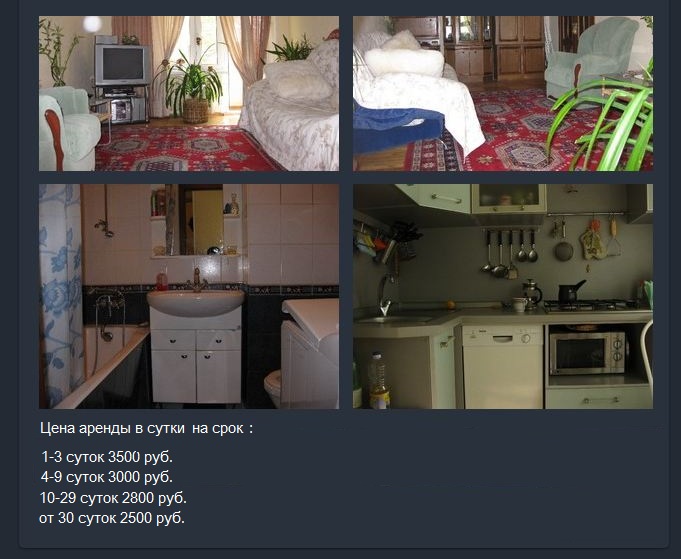 Цена аренды в сутки на срок :
1-3 суток 3500 руб.
4-9 суток 3000 руб.
10-29 суток 2800 руб.
от 30 суток 2500 руб.